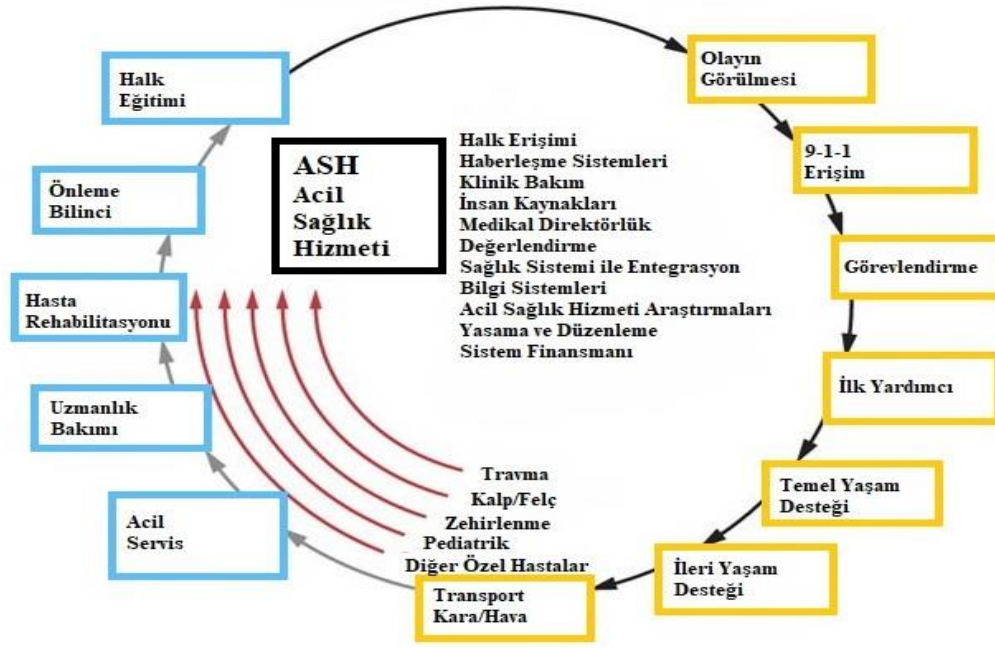 Halk
Eğitimi
Olayın
Görülmesi
9-1-1
Erişim
Görevlendirme
İlk Yardımcı
Temel Yaşam
Desteği
İleri Yaşam
Desteği
Transport
Kara/Hava
Acil
Servis
Uzmanlık
Bakımı
Hasta
Rehabilitasyonu
Önleme
Bilinci
ASH
Acil
Sağlık
Hizmeti
Halk Erişimi
Haberleşme Sistemleri
Klinik Bakım
İnsan Kaynakları
Medikal Direktörlük
Değerlendirme
Sağlık Sistemi ile Entegrasyon
Bilgi Sistemleri
Acil Sağlık Hizmeti Araştırmaları
Yasama ve Düzenleme
Sistem Finansmanı
Travma
Kalp/Felç
Zehirlenme
Pediatrik
Diğer Özel Hastalar